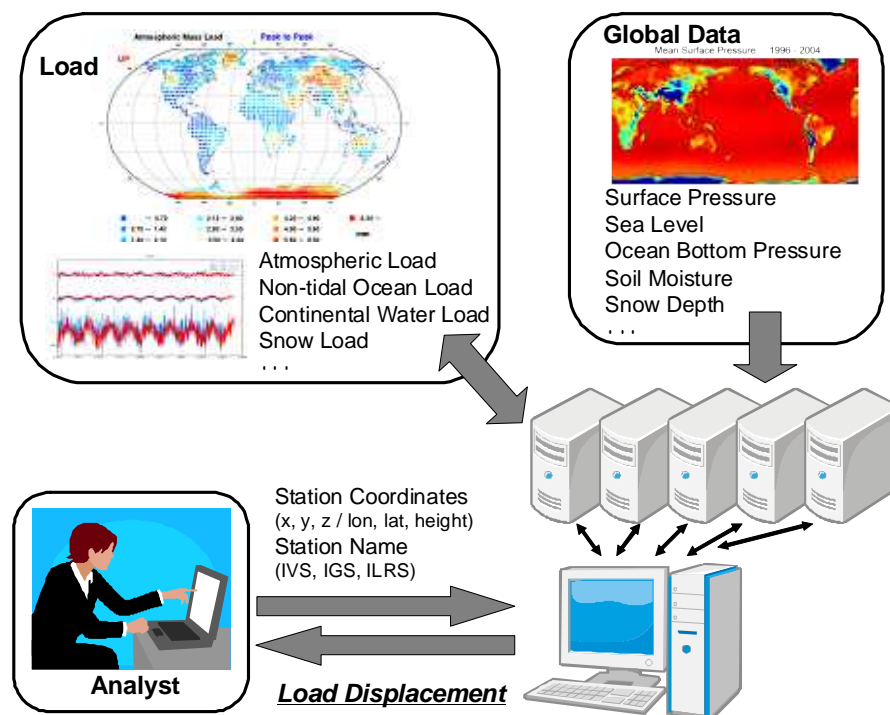 Load
Atmospheric Mass Load Peak to Peak
UP
Atmospheric Load
Non-tidal Ocean Load
Continental Water Load
Snow Load
. . .
Global Data
Mean Surface Pressure 1996 - 2004
Surface Pressure
Sea Level
Ocean Bottom Pressure
Soil Moisture
Snow Depth
. . .
Station Coordinates
(x, y, z / lon, lat, height)
Station Name
(IVS, IGS, ILRS)
Analyst
Load Displacement